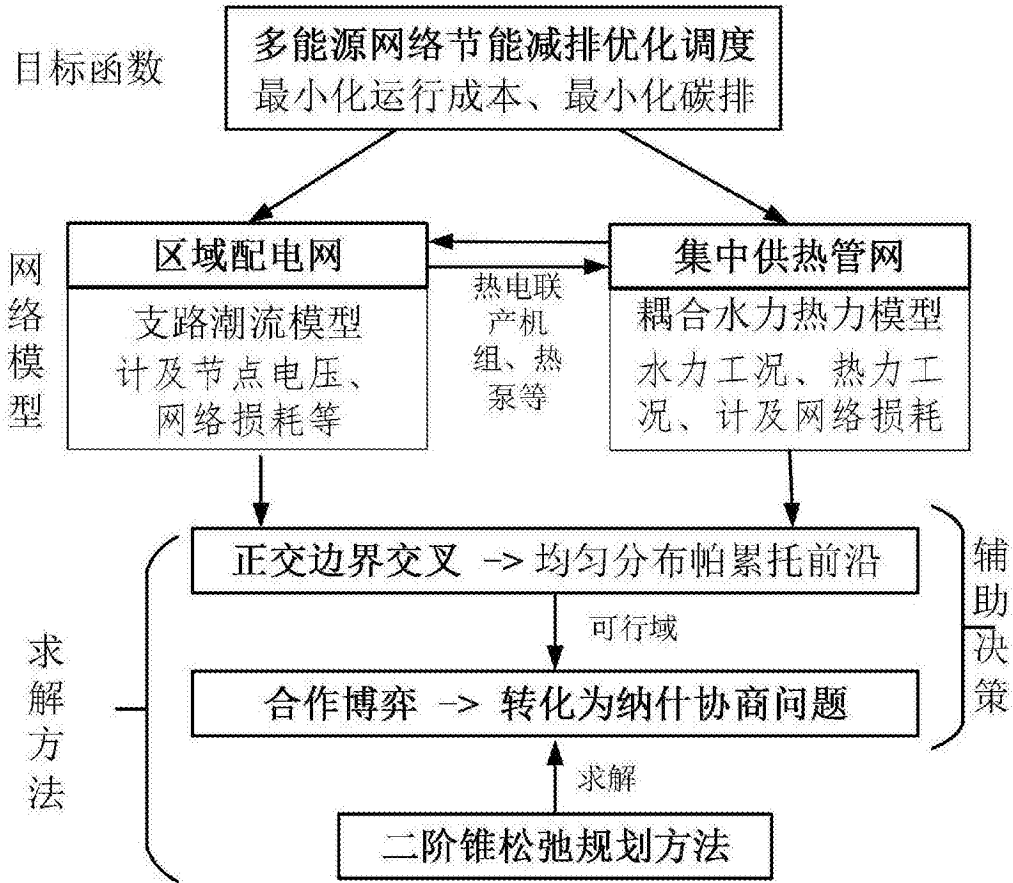 目标函数
多能源网络节能减排优化调度
最小化运行成本、最小化碳排
网络模型
区域配电网
支路潮流模型
计及节点电压、
网络损耗等
热电联
产机
组、热
泵等
集中供热管网
耦合水力热力模型
水力工况、热力工
况、计及网络损耗
求解方法
正交边界交叉 -> 均匀分布帕累托前沿
可行域
合作博弈 -> 转化为纳什协商问题
求解
二阶锥松弛规划方法
辅助决策